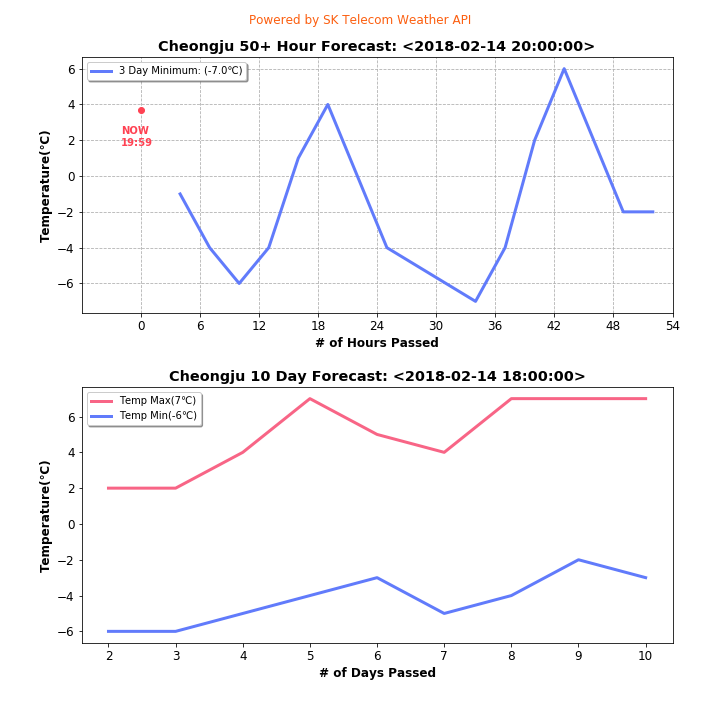 Powered by SK Telecom Weather API
Cheongju 50+ Hour Forecast: <2018-02-14 20:00:00>
3 Day Minimum: (-7.0℃)
NOW
19:59
Temperature(℃)
6
4
2
0
−2
−4
−6
0 6 12 18 24 30 36 42 48 54
# of Hours Passed
Cheongju 10 Day Forecast: <2018-02-14 18:00:00>
Temp Max(7℃)
Temp Min(-6℃)
Temperature(℃)
6
4
2
0
−2
−4
−6
2 3 4 5 6 7 8 9 10
# of Days Passed